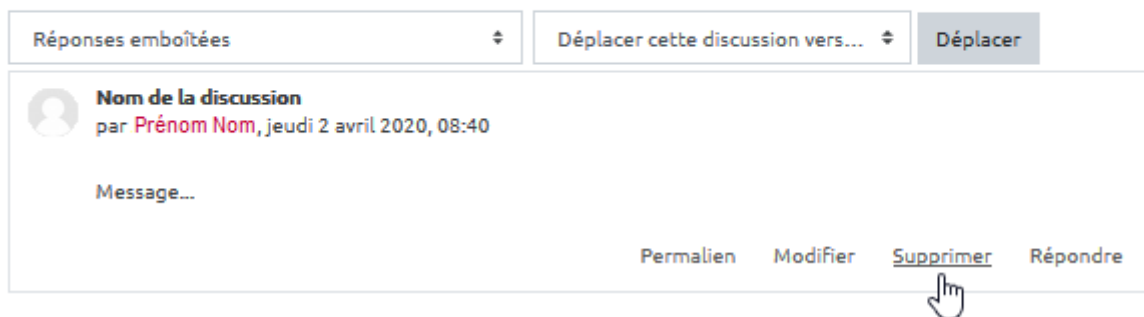 Réponses emboîtées Déplacer cette discussion vers... Déplacer
Nom de la discussion
par Prénom Nom, jeudi 2 avril 2020, 08:40
Message...
Permalien Modifier Supprimer Répondre